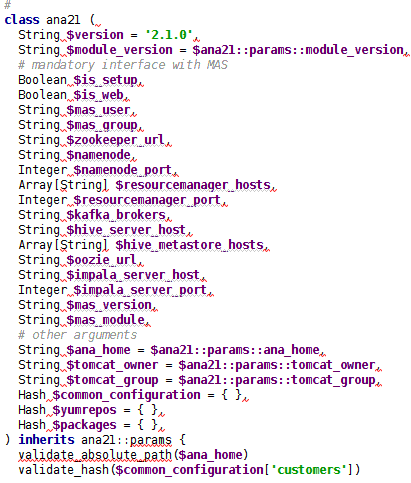 #
class ana21 (
  String $version = '2.1.0',
  String $module_version = $ana21::params::module_version,
  # mandatory interface with MAS
  Boolean $is_setup,
  Boolean $is_web,
  String $mas_user,
  String $mas_group,
  String $zookeeper_url,
  String $namenode,
  Integer $namenode_port,
  Array[String] $resourcemanager_hosts,
  Integer $resourcemanager_port,
  String $kafka_brokers,
  String $hive_server_host,
  Array[String] $hive_metastore_hosts,
  String $oozie_url,
  String $impala_server_host,
  Integer $impala_server_port,
  String $mas_version,
  String $mas_module,
  # other arguments
  String $ana_home = $ana21::params::ana_home,
  String $tomcat_owner = $ana21::params::tomcat_owner,
  String $tomcat_group = $ana21::params::tomcat_group,
  Hash $common_configuration = { },
  Hash $yumrepos = { },
  Hash $packages = { },
) inherits ana21::params {
  validate_absolute_path($ana_home)
  validate_hash($common_configuration['customers'])